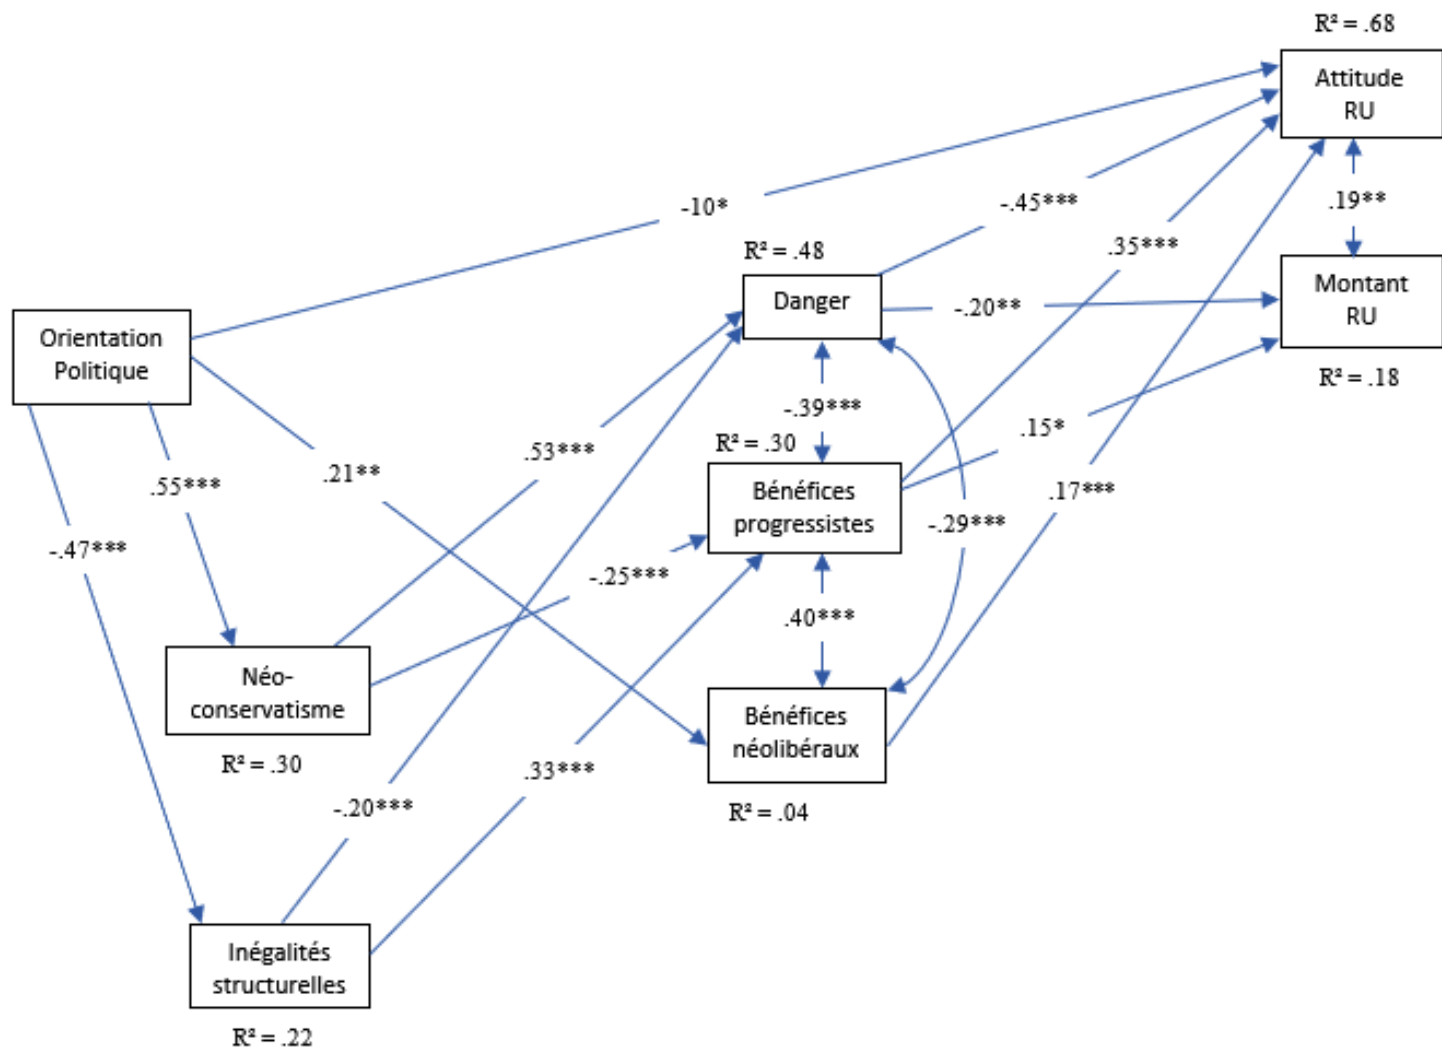 R² = .68
Attitude
RU
-.45***
.19**
-10*
.35***
R² = .48
Danger
-.20**
Montant
RU
R² = .18
Orientation
Politique
-.39***
.15*
R² = .30
.53***
.21**
.55***
Bénéfices
progressistes
.17***
-.29***
-.47***
-.25***
.40***
Néo-
conservatisme
R² = .30
Bénéfices
néolibéraux
.33***
R² = .04
-.20***
Inégalités
structurelles
R² = .22